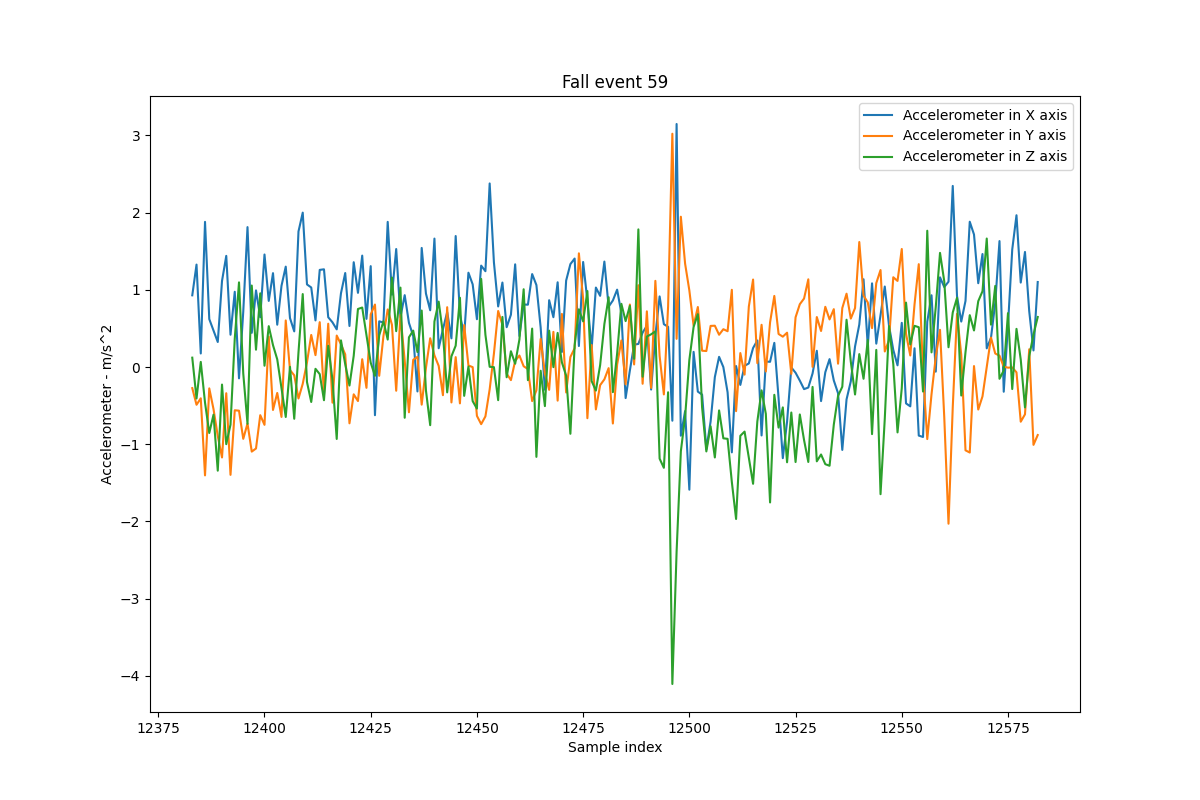 Fall event 59
Accelerometer in X axis
Accelerometer in Y axis
Accelerometer in Z axis
Accelerometer - m/s^2
3
2
1
0
−1
−2
−3
−4
12375 12400 12425 12450 12475 12500 12525 12550 12575
Sample index